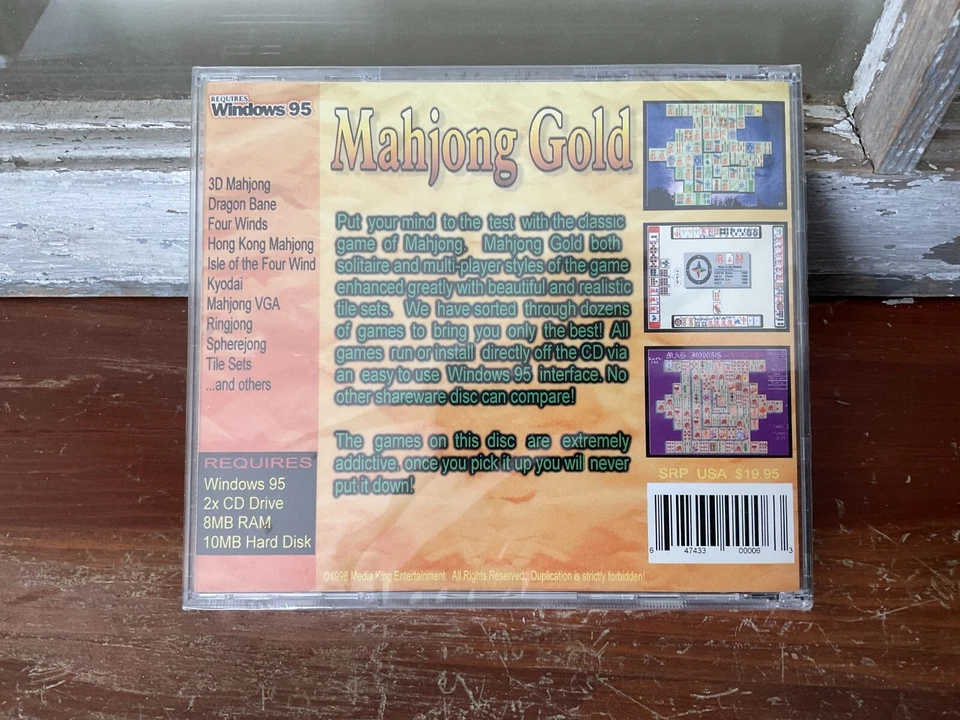 REQUIRES
Windows 95
3D Mahjong
Dragon Bane
Four Winds
Hong Kong Mahjong
Isle of the Four Wind
Kyodai
Mahjong VGA
Ringjong
Spherejong
Tile Sets
...and others
REQUIRES
Windows 95
2x CD Drive
8MB RAM
10MB Hard Disk
Mahjong Gold
Put your mind to the test with the classic
game of Mahjong. Mahjong Gold both
solitaire and multi-player styles of the game
enhanced greatly with beautiful and realistic
tile sets. We have sorted through dozens
of games to bring you only the best! All
games run or install directly off the CD via
an easy to use Windows 95 interface. No
other shareware disc can compare!
The games on this disc are extremely
addictive, once you pick it up you will never
put it down!
©1998 Media King Entertainment. All Rights Reserved. Duplication is strictly forbidden!
SRP USA $19.95
6 47433 00006 3